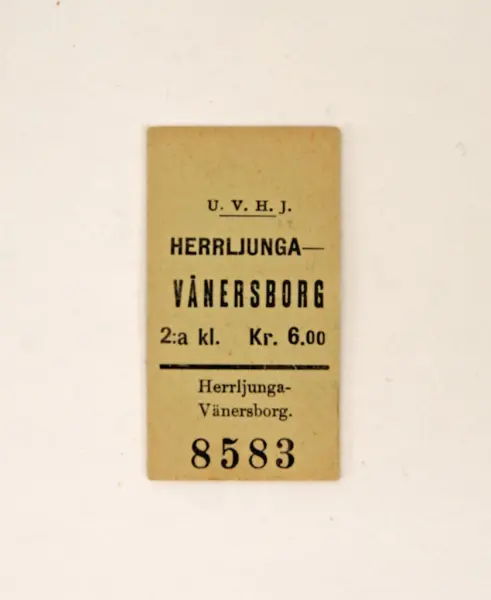 U. V. H. J.
HERRLJUNGA—
VÄNERSBORG
2:a kl. Kr. 6.00
Herrljunga-
Vänersborg.
8583